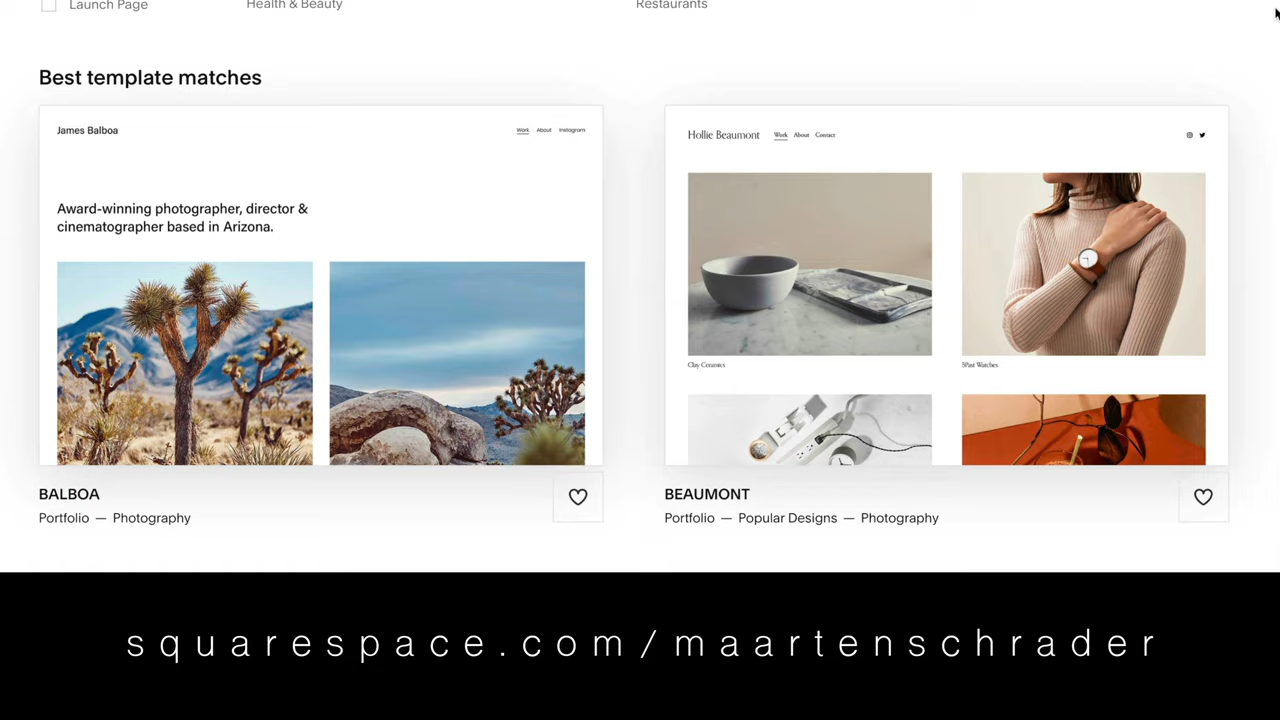 Launch Page
Health & Beauty
Restaurants
Best template matches
James Balboa
Work About Instagram
Award-winning photographer, director &
cinematographer based in Arizona.
Hollie Beaumont Work About Contact
Clay Ceramics
5Past Watches
BALBOA
Portfolio — Photography
BEAUMONT
Portfolio — Popular Designs — Photography
squarespace.com/maartenschrader